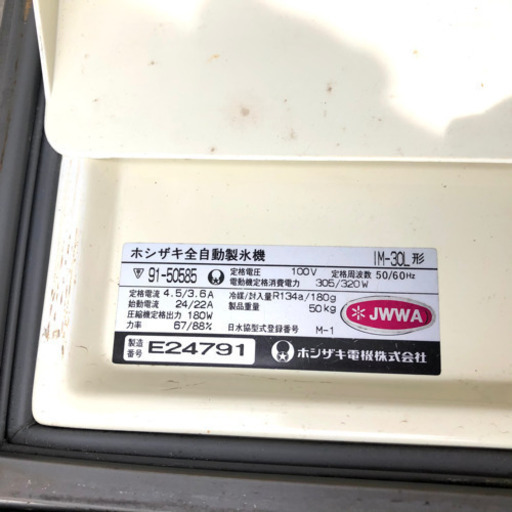 ホシザキ全自動製氷機 IM-30L形
91-50585 定格電圧 100V 定格周波数 50/60Hz
電動機定格消費電力 305/320W
定格電流 4.5/3.6A 冷媒/封入量 R134a/180g
始動電流 24/22A 製品重量 50kg
圧縮機定格出力 180W
力率 67/88% 日水協型式登録番号 M-1
JWWA
製造番号 E24791 ホシザキ電機株式会社